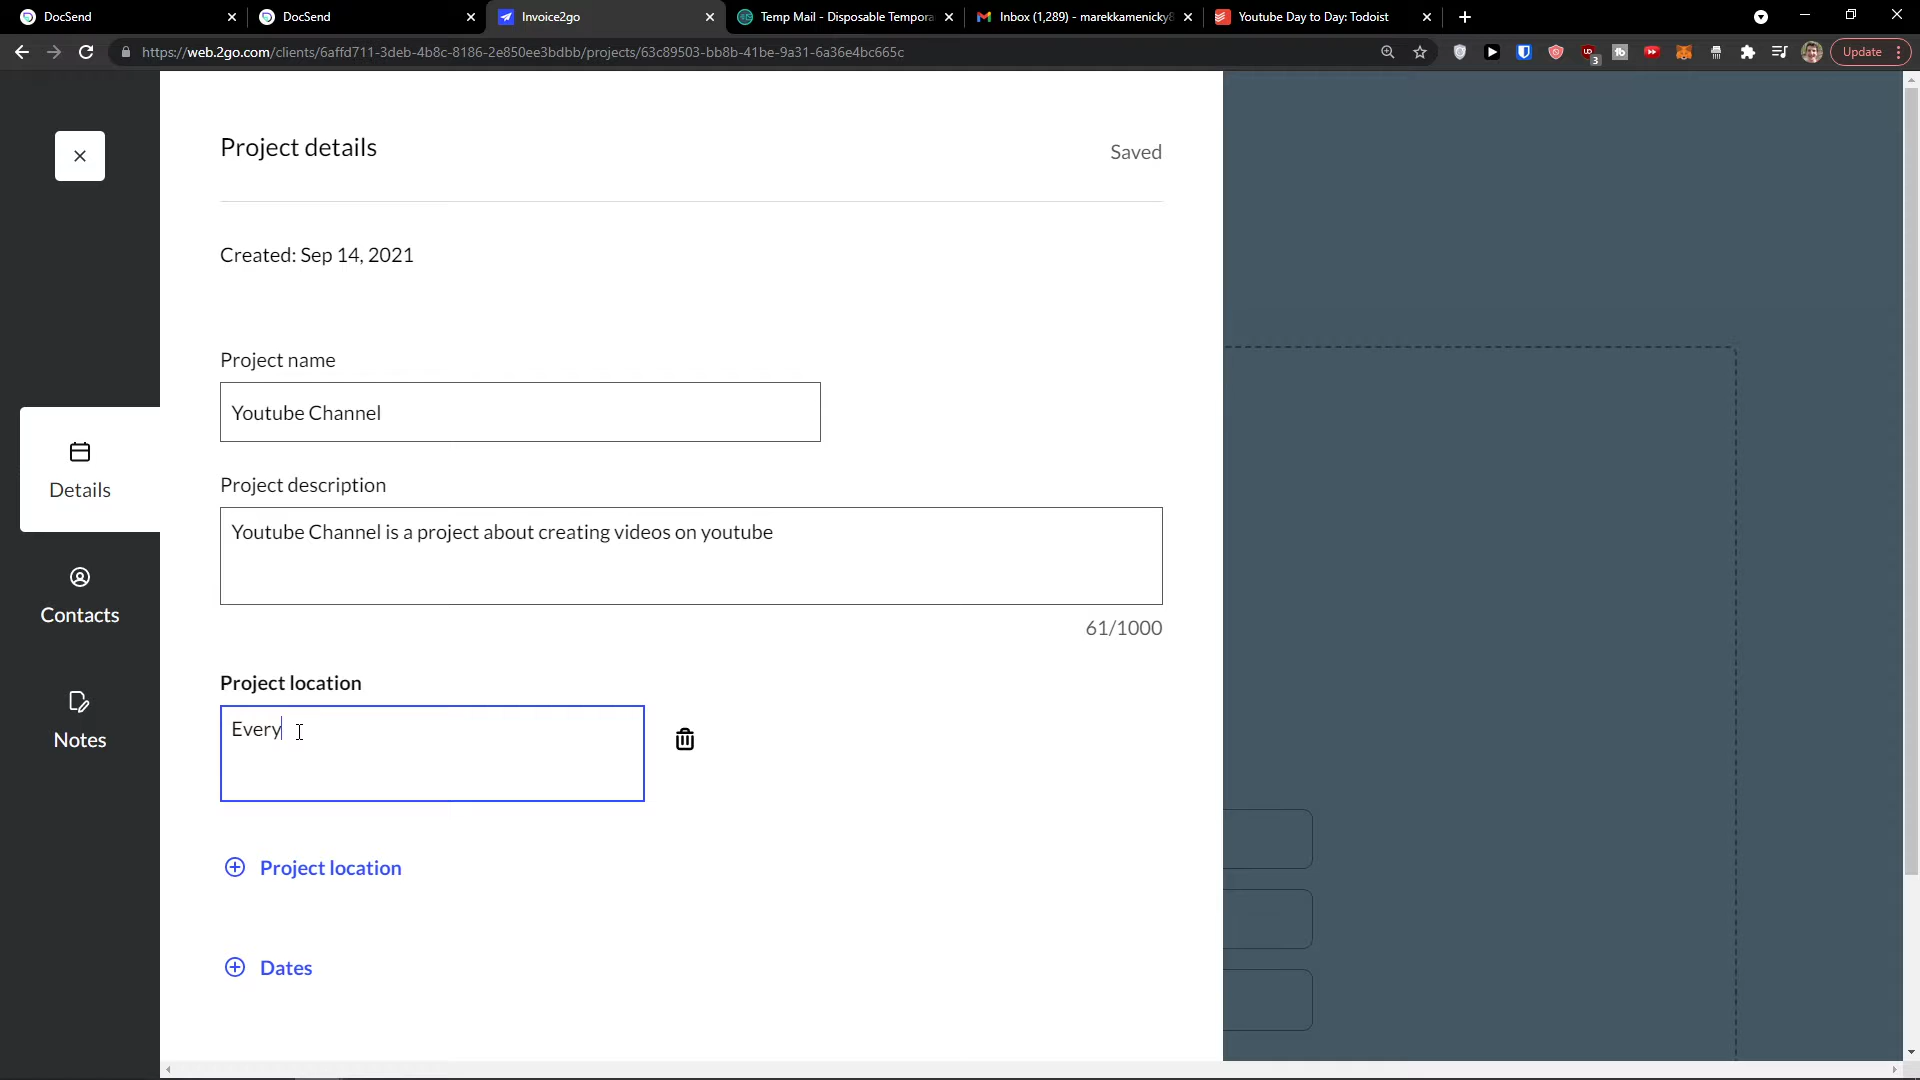 DocSend
DocSend
Invoice2go
Temp Mail - Disposable Tempora
Inbox (1,289) - marekkamenicky8
Youtube Day to Day: Todoist
https://web.2go.com/clients/6affd711-3deb-4b8c-8186-2e850ee3bdbb/projects/63c89503-bb8b-41be-9a31-6a36e4bc665c
3
Update
Project details
Saved
Created: Sep 14, 2021
Project name
Youtube Channel
Details
Project description
Youtube Channel is a project about creating videos on youtube
61/1000
Contacts
Project location
Every
Notes
Project location
Dates